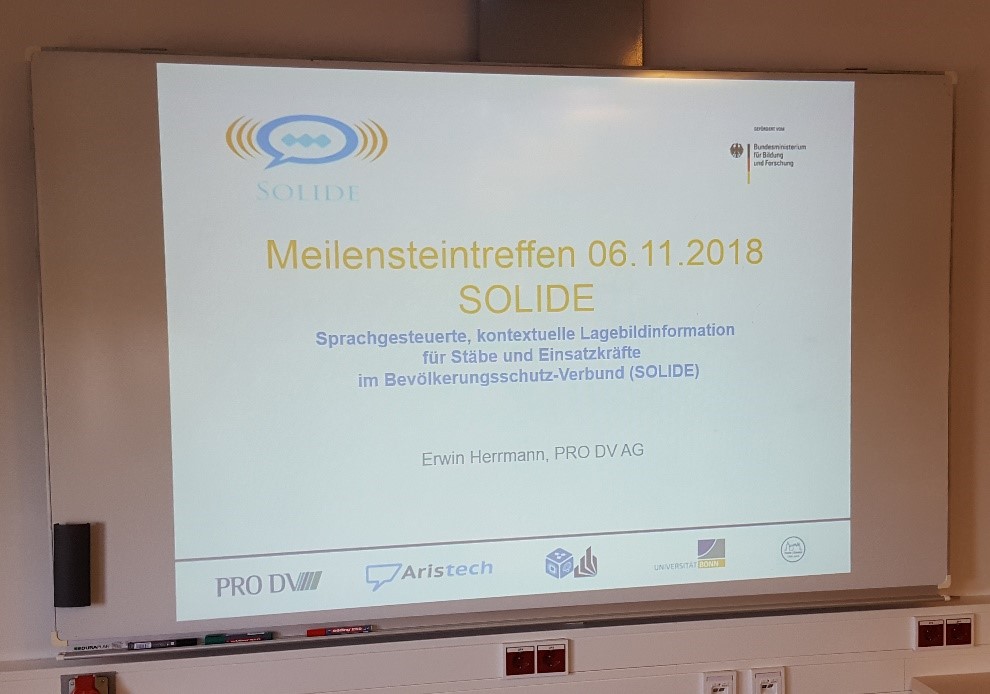 SOLIDE
GEFÖRDERT VOM
Bundesministerium
für Bildung
und Forschung
Meilensteintreffen 06.11.2018
SOLIDE
Sprachgesteuerte, kontextuelle Lagebildinformation
für Stäbe und Einsatzkräfte
im Bevölkerungsschutz-Verbund (SOLIDE)
Erwin Herrmann, PRO DV AG
PRO DV
Aristech
UNIVERSITÄT BONN